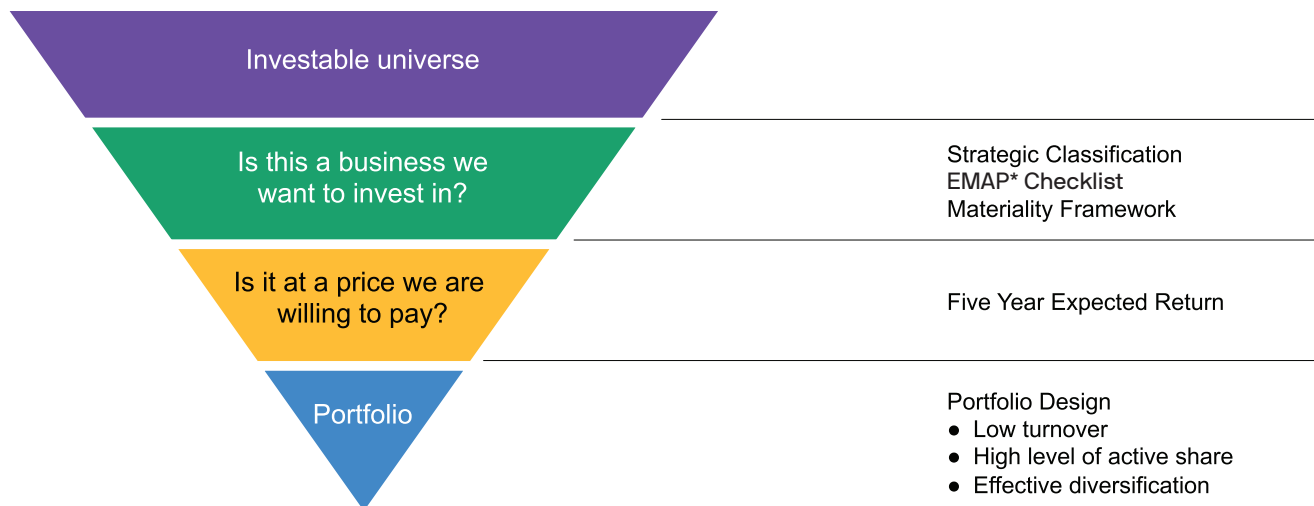 Investable universe
Is this a business we
want to invest in?
Strategic Classification
EMAP* Checklist
Materiality Framework
Is it at a price we are
willing to pay?
Five Year Expected Return
Portfolio
Portfolio Design
● Low turnover
● High level of active share
● Effective diversification